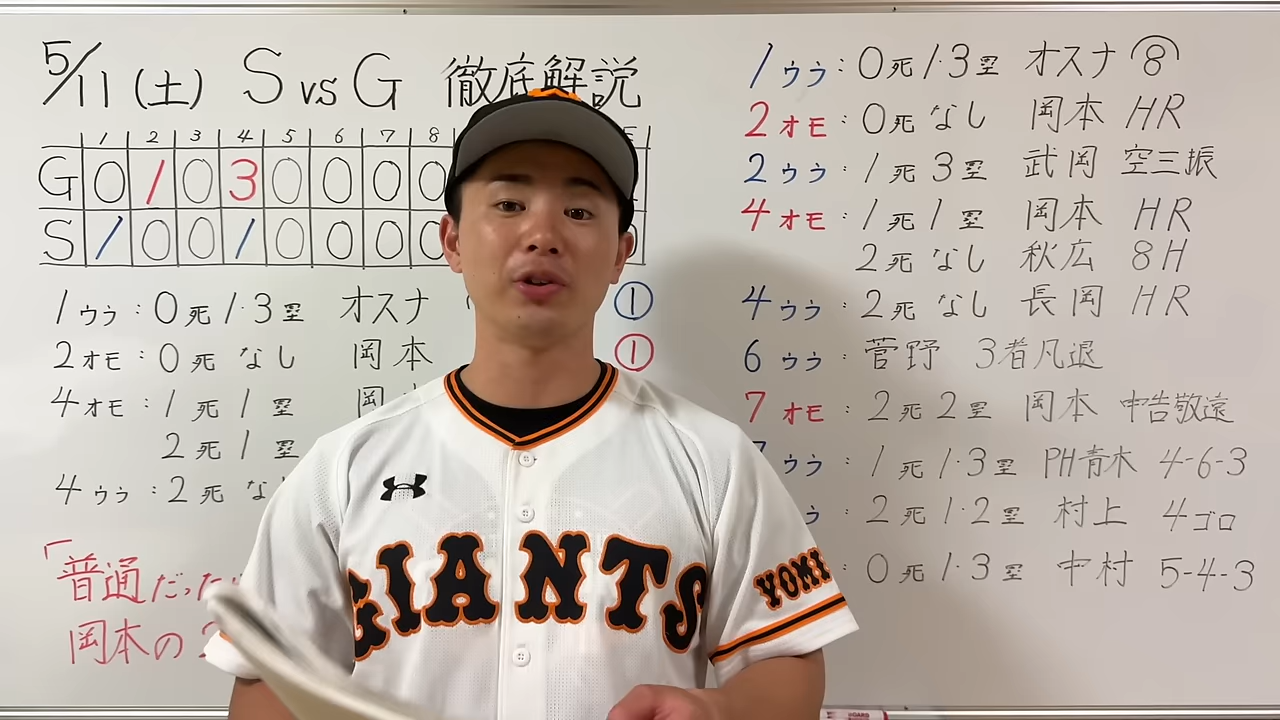 5/11(土) S vs G 徹底解説
1 2 3 4 5 6 7 8
G 0 1 0 3 0 0 0 0
S 1 0 0 1 0 0 0 0
1ウラ:0死1・3塁 オスナ ①
2オモ:0死なし 岡本 ①
4オモ:1死1塁 岡
2死1塁
4ウラ:2死な
「普通だった
岡本の
1ウラ:0死1・3塁 オスナ 8
2オモ:0死なし 岡本 HR
2ウラ:1死3塁 武岡 空三振
4オモ:1死1塁 岡本 HR
2死なし 秋広 8H
4ウラ:2死なし 長岡 HR
6ウラ:菅野 3者凡退
7オモ:2死2塁 岡本 申告敬遠
ウラ:1死1・3塁 PH青木 4-6-3
2死1・2塁 村上 4ゴロ
:0死1・3塁 中村 5-4-3
GIANTS
YOMI